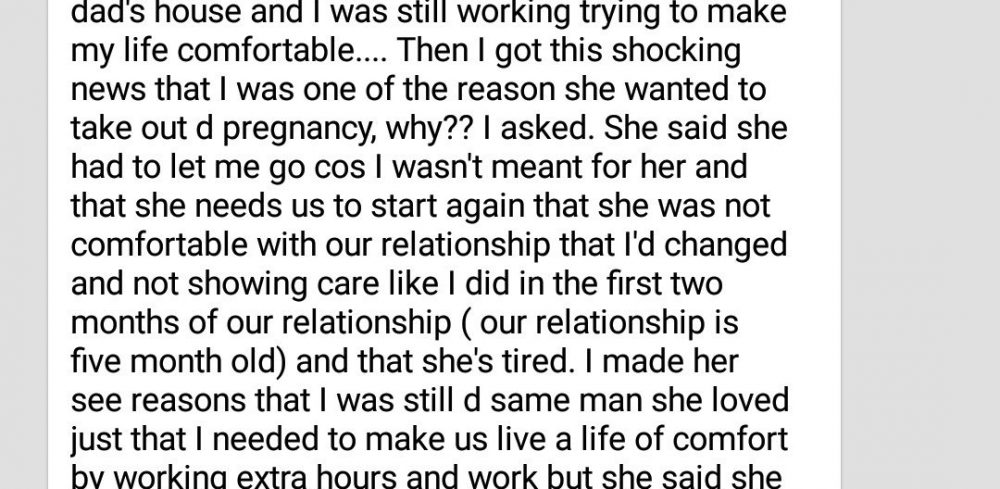 dad's house and I was still working trying to make
my life comfortable.... Then I got this shocking
news that I was one of the reason she wanted to
take out d pregnancy, why?? I asked. She said she
had to let me go cos I wasn't meant for her and
that she needs us to start again that she was not
comfortable with our relationship that I'd changed
and not showing care like I did in the first two
months of our relationship ( our relationship is
five month old) and that she's tired. I made her
see reasons that I was still d same man she loved
just that I needed to make us live a life of comfort
by working extra hours and work but she said she